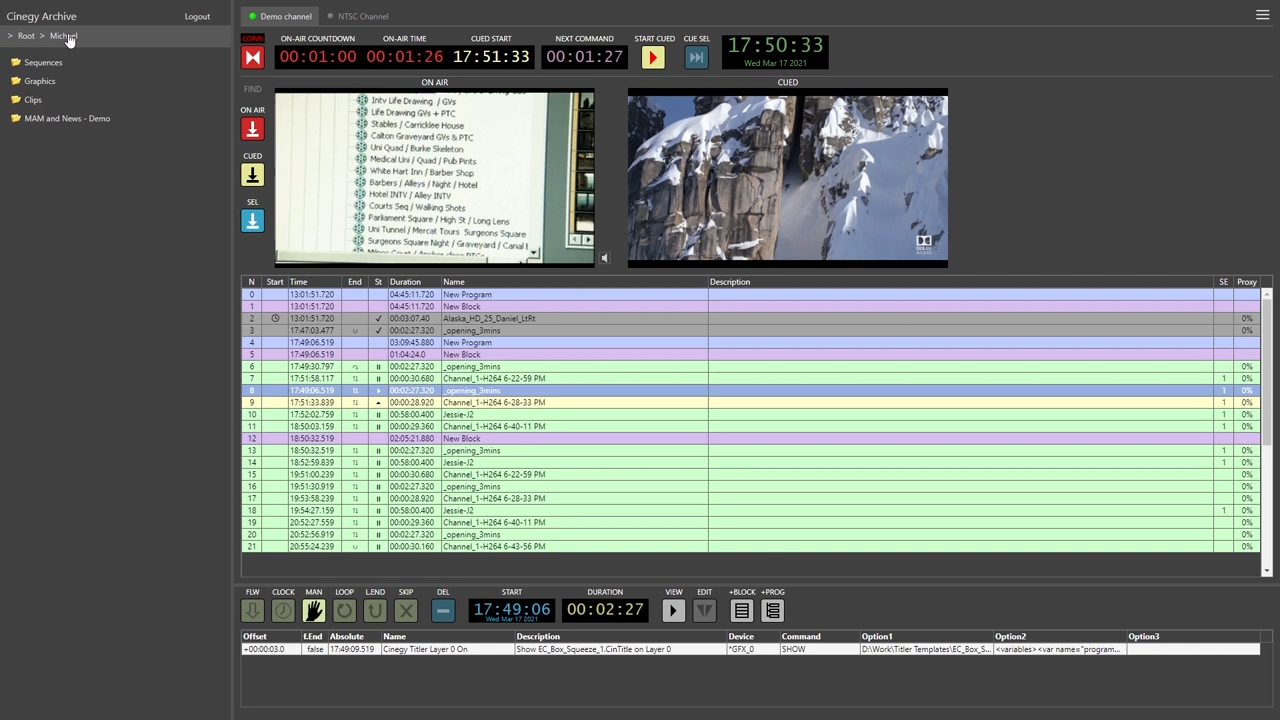 Cinegy Archive
Logout
> Root > Michael
Sequences
Graphics
Clips
MAM and News - Demo
Demo channel
NTSC Channel
CONN ON-AIR COUNTDOWN ON-AIR TIME CUED START NEXT COMMAND START CUED CUE SEL
00:01:00 00:01:26 17:51:33 00:01:27 17:50:33
Wed Mar 17 2021
FIND
ON AIR
CUED
SEL
ON AIR
CUED
Intv Life Drawing / GVs
Life Drawing GVs + PTC
Stables / Carricklee House
Calton Graveyard GVs & PTC
Uni Quad / Burke Skeleton
Medical Uni / Quad / Pub Pints
White Hart Inn / Barber Shop
Barbers / Alleys / Night / Hotel
Hotel INTV / Alley INTV
Courts Seq / Walking Shots
Parliament Square / High St / Long Lens
Uni Tunnel / Mercat Tours Surgeons Square
Surgeons Square Night / Graveyard / Canal
DOLBY AUDIO
N Start Time End St Duration Name Description SE Proxy
0 13:01:51.720 04:45:11.720 New Program
1 13:01:51.720 04:45:11.720 New Block
2 13:01:51.720 ✓ 00:03:07.40 Alaska_HD_25_Daniel_LtRt 0%
3 17:47:03.477 ✓ 00:02:27.320 _opening_3mins 0%
4 17:49:06.519 03:09:45.880 New Program
5 17:49:06.519 01:04:24.0 New Block
6 17:49:30.797 00:02:27.320 _opening_3mins 0%
7 17:51:58.117 00:00:30.680 Channel_1-H264 6-22-59 PM 1 0%
8 17:49:06.519 00:02:27.320 _opening_3mins 1 0%
9 17:51:33.839 00:00:28.920 Channel_1-H264 6-28-33 PM 1 0%
10 17:52:02.759 00:58:00.400 Jessie-J2 1 0%
11 18:50:03.159 00:00:29.360 Channel_1-H264 6-40-11 PM 1 0%
12 18:50:32.519 02:05:21.880 New Block
13 18:50:32.519 00:02:27.320 _opening_3mins 1 0%
14 18:52:59.839 00:58:00.400 Jessie-J2 1 0%
15 19:51:00.239 00:00:30.680 Channel_1-H264 6-22-59 PM 0%
16 19:51:30.919 00:02:27.320 _opening_3mins 0%
17 19:53:58.239 00:00:28.920 Channel_1-H264 6-28-33 PM 0%
18 19:54:27.159 00:58:00.400 Jessie-J2 1 0%
19 20:52:27.559 00:00:29.360 Channel_1-H264 6-40-11 PM 0%
20 20:52:56.919 00:02:27.320 _opening_3mins 0%
21 20:55:24.239 00:00:30.160 Channel_1-H264 6-43-56 PM 0%
FLW CLOCK MAN LOOP L.END SKIP DEL START DURATION VIEW EDIT +BLOCK +PROG
17:49:06 00:02:27
Wed Mar 17 2021
Offset f.End Absolute Name Description Device Command Option1 Option2 Option3
+00:00:03.0 false 17:49:09.519 Cinegy Titler Layer 0 On Show EC_Box_Squeeze_1.CinTitle on Layer 0 *GFX_0 SHOW D:\Work\Titler Templates\EC_Box_S... <variables><var name="program...